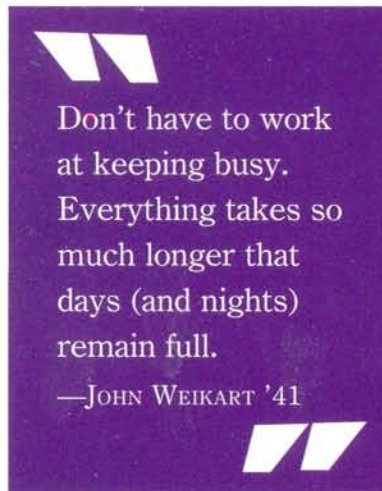 Don't have to work
at keeping busy.
Everything takes so
much longer that
days (and nights)
remain full.
—John Weikart '41